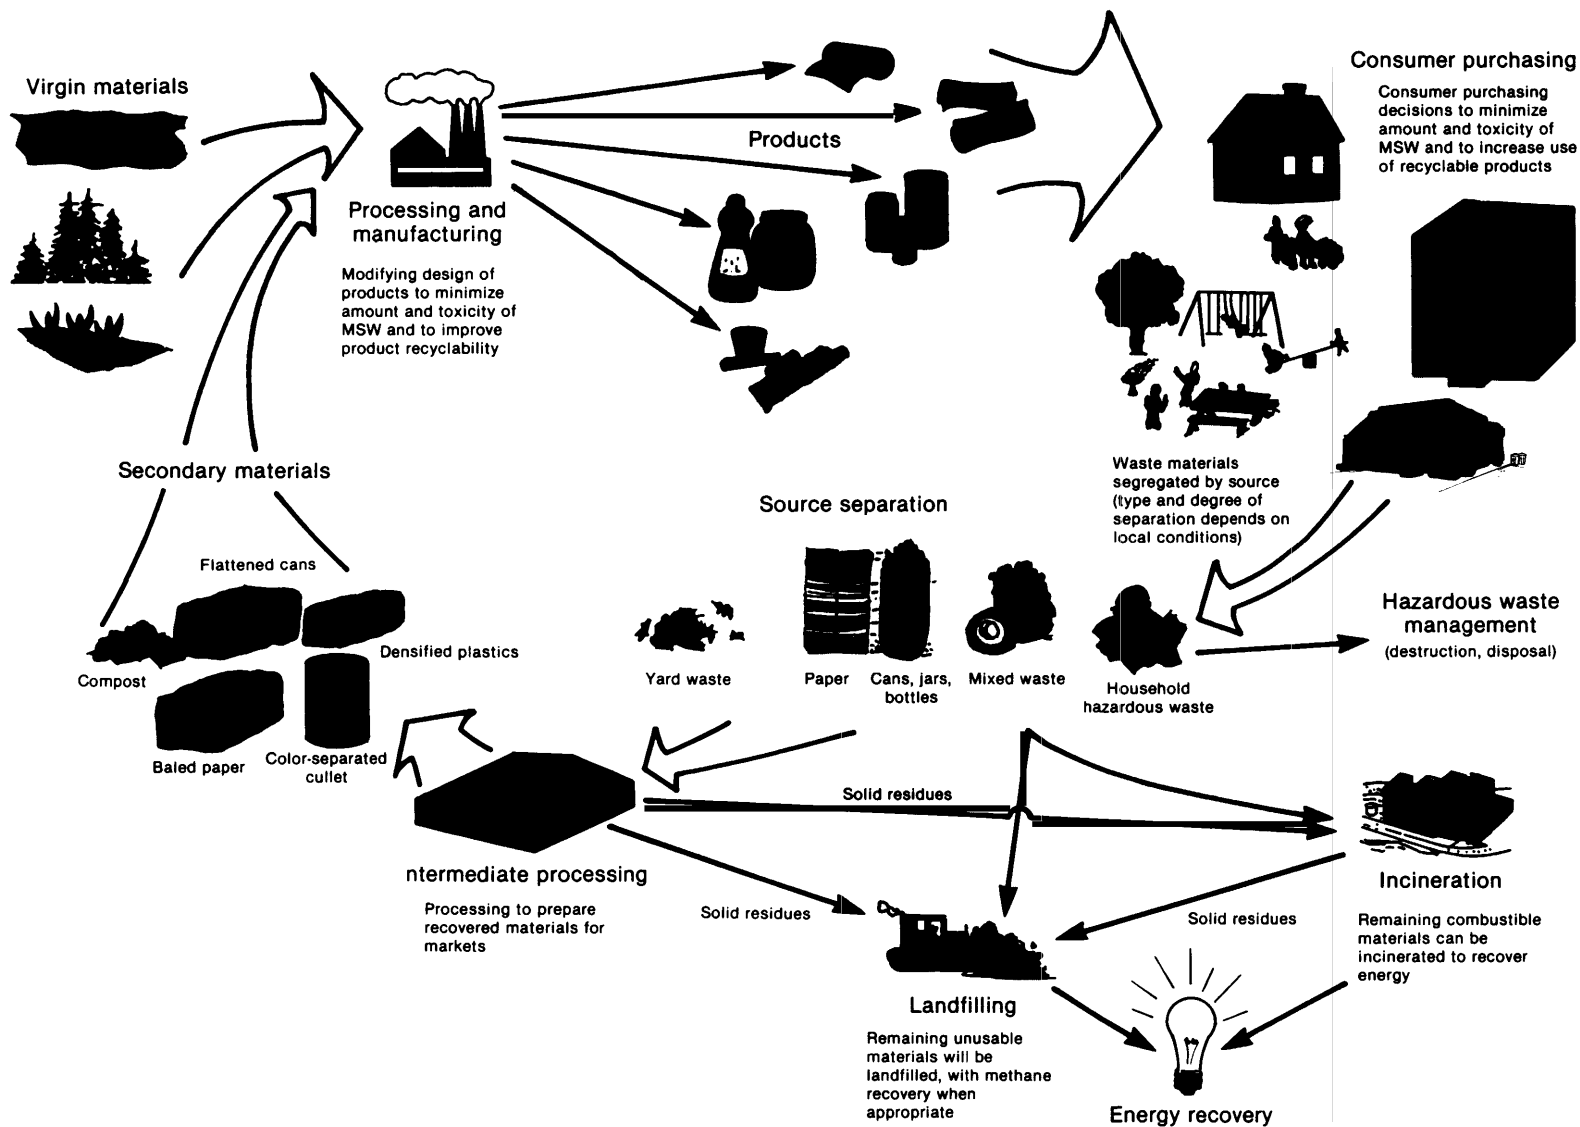 Virgin materials
Processing and
manufacturing
Modifying design of
products to minimize
amount and toxicity of
MSW and to improve
product recyclability
Products
Consumer purchasing
Consumer purchasing
decisions to minimize
amount and toxicity of
MSW and to increase use
of recyclable products
Secondary materials
Waste materials
segregated by source
(type and degree of
separation depends on
local conditions)
Source separation
Yard waste
Paper
Cans, jars,
bottles
Mixed waste
Household
hazardous waste
Hazardous waste
management
(destruction, disposal)
Flattened cans
Densified plastics
Compost
Baled paper
Color-separated
cullet
ntermediate processing
Processing to prepare
recovered materials for
markets
Solid residues
Solid residues
Solid residues
Incineration
Remaining combustible
materials can be
incinerated to recover
energy
Landfilling
Remaining unusable
materials will be
landfilled, with methane
recovery when
appropriate
Energy recovery